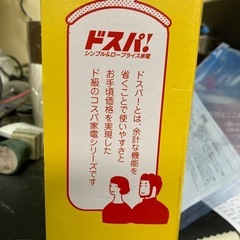 ドスパ!
シンプル&ロープライス家電
ドスパ!とは、余計な機能を
省くことで使いやすさと
お手頃価格を実現した
ド級のコスパ家電シリーズです